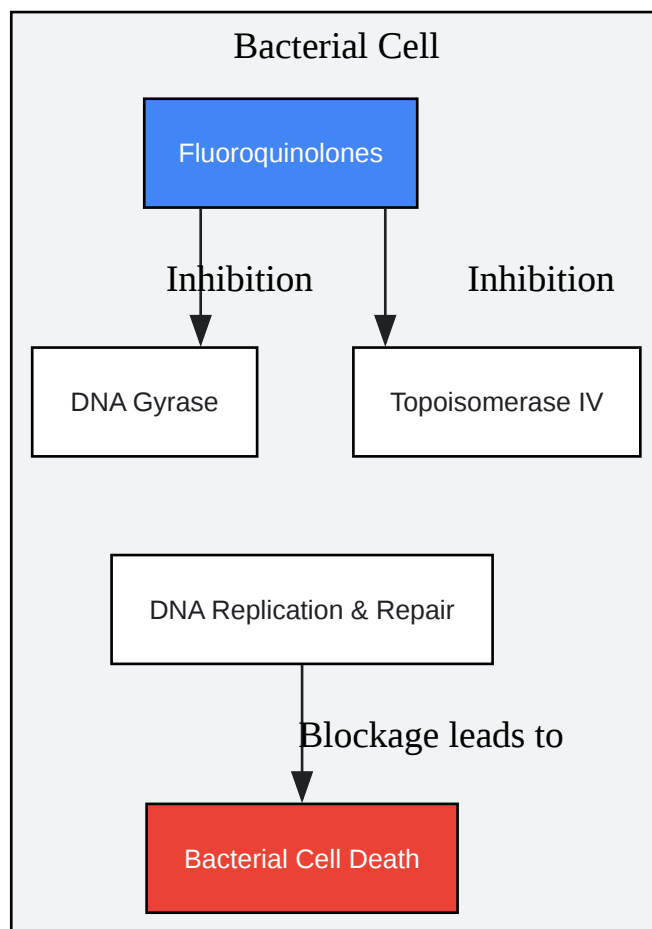 Bacterial Cell
Fluoroquinolones
Inhibition
Inhibition
DNA Gyrase
Topoisomerase IV
DNA Replication & Repair
Blockage leads to
Bacterial Cell Death